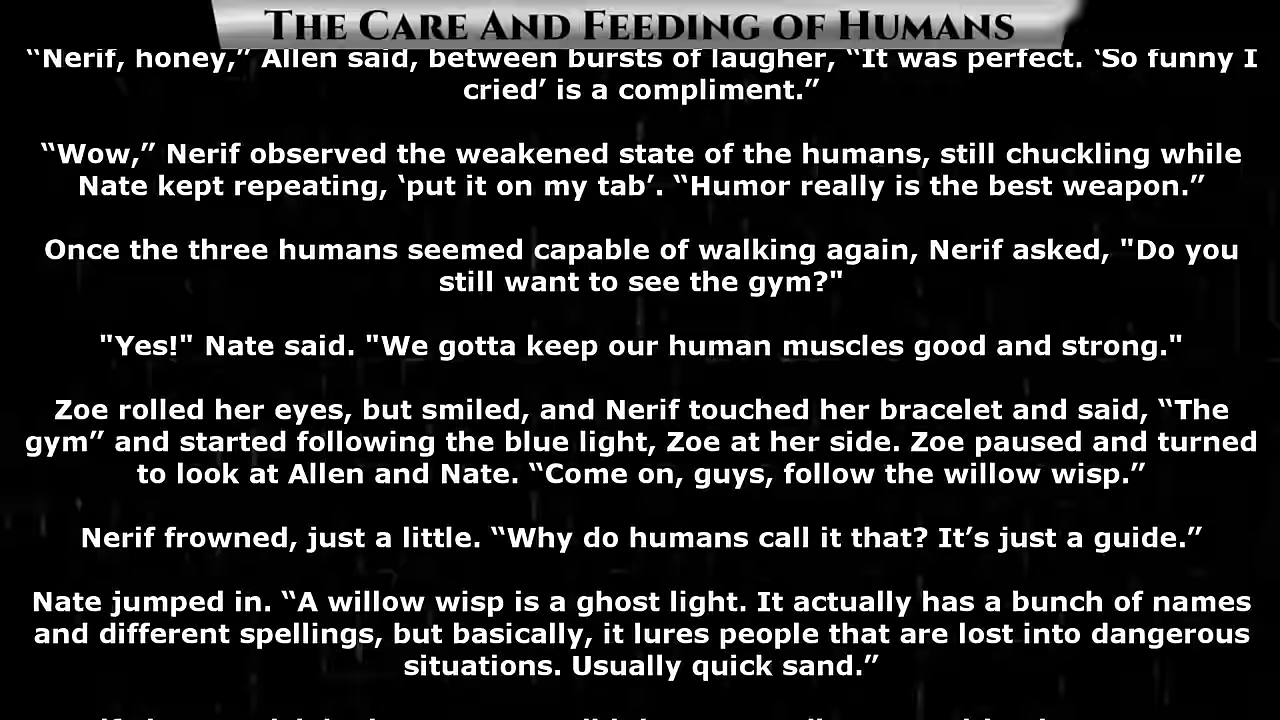 The Care And Feeding of Humans
“Nerif, honey,” Allen said, between bursts of laugher, “It was perfect. ‘So funny I
cried’ is a compliment.”
“Wow,” Nerif observed the weakened state of the humans, still chuckling while
Nate kept repeating, ‘put it on my tab’. “Humor really is the best weapon.”
Once the three humans seemed capable of walking again, Nerif asked, "Do you
still want to see the gym?"
"Yes!" Nate said. "We gotta keep our human muscles good and strong."
Zoe rolled her eyes, but smiled, and Nerif touched her bracelet and said, “The
gym” and started following the blue light, Zoe at her side. Zoe paused and turned
to look at Allen and Nate. “Come on, guys, follow the willow wisp.”
Nerif frowned, just a little. “Why do humans call it that? It’s just a guide.”
Nate jumped in. “A willow wisp is a ghost light. It actually has a bunch of names
and different spellings, but basically, it lures people that are lost into dangerous
situations. Usually quick sand.”